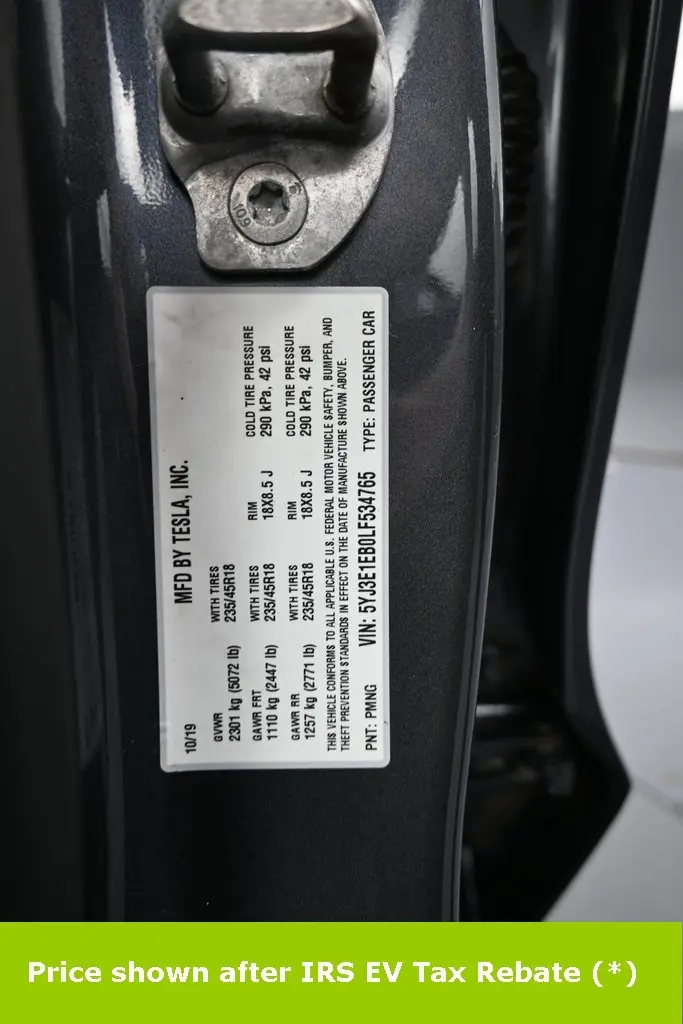 109
10/19
MFD BY TESLA, INC.
GVWR WITH TIRES
2301 kg (5072 lb) 235/45R18
GAWR FRT WITH TIRES RIM COLD TIRE PRESSURE
1110 kg (2447 lb) 235/45R18 18X8.5 J 290 kPa, 42 psi
GAWR RR WITH TIRES RIM COLD TIRE PRESSURE
1257 kg (2771 lb) 235/45R18 18X8.5 J 290 kPa, 42 psi
THIS VEHICLE CONFORMS TO ALL APPLICABLE U.S. FEDERAL MOTOR VEHICLE SAFETY, BUMPER, AND
THEFT PREVENTION STANDARDS IN EFFECT ON THE DATE OF MANUFACTURE SHOWN ABOVE.
PNT: PMNG VIN: 5YJ3E1EB0LF534765 TYPE: PASSENGER CAR
Price shown after IRS EV Tax Rebate (*)